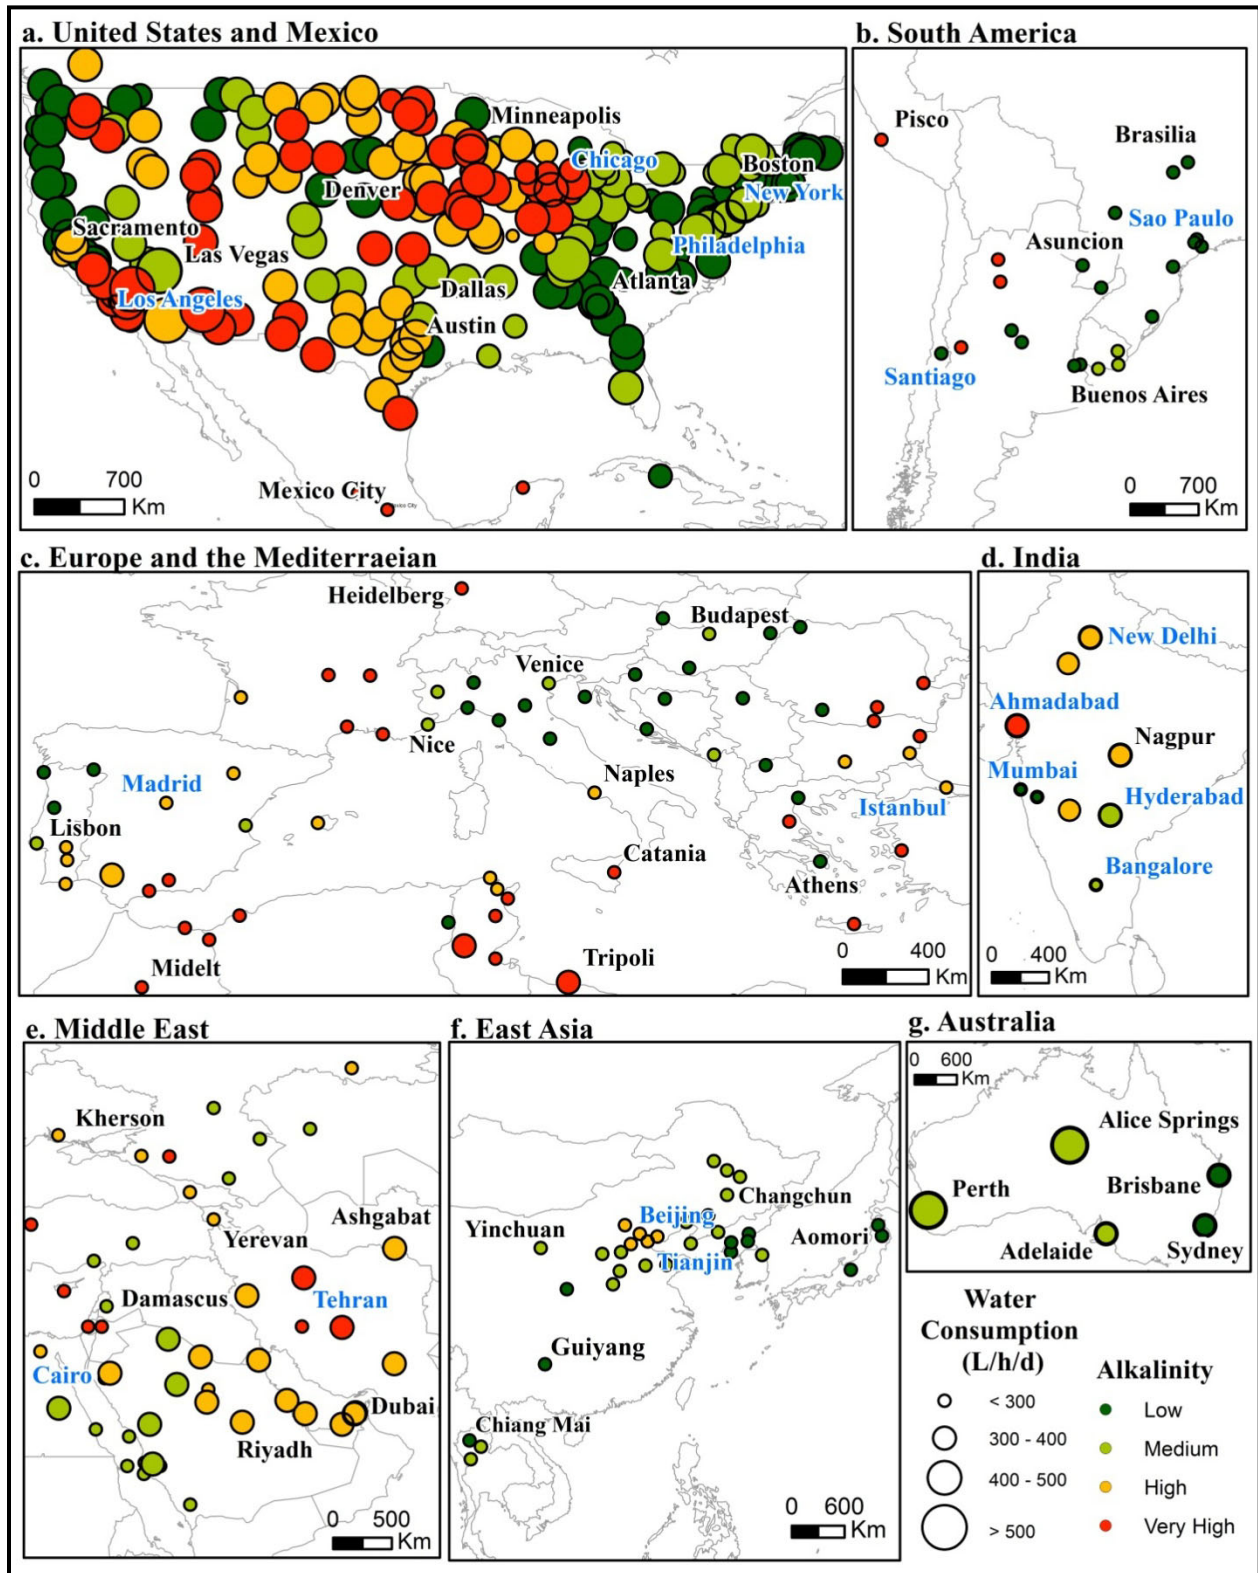 a. United States and Mexico
Minneapolis
Chicago
Boston
Denver
New York
Sacramento
Las Vegas
Philadelphia
Los Angeles
Dallas
Atlanta
Austin
Mexico City
0 700
Km
b. South America
Pisco
Brasilia
Sao Paulo
Asuncion
Santiago
Buenos Aires
0 700
Km
c. Europe and the Mediterraeian
Heidelberg
Budapest
Venice
Nice
Madrid
Naples
Istanbul
Lisbon
Catania
Athens
Midelt
Tripoli
0 400
Km
d. India
New Delhi
Ahmadabad
Nagpur
Mumbai
Hyderabad
Bangalore
0 400
Km
e. Middle East
Kherson
Ashgabat
Yerevan
Damascus
Tehran
Cairo
Dubai
Riyadh
0 500
Km
f. East Asia
Changchun
Yinchuan
Beijing
Aomori
Tianjin
Guiyang
Chiang Mai
0 600
Km
g. Australia
0 600
Km
Alice Springs
Perth
Brisbane
Adelaide
Sydney
Water
Consumption
(L/h/d)
< 300
300 - 400
400 - 500
> 500
Alkalinity
Low
Medium
High
Very High